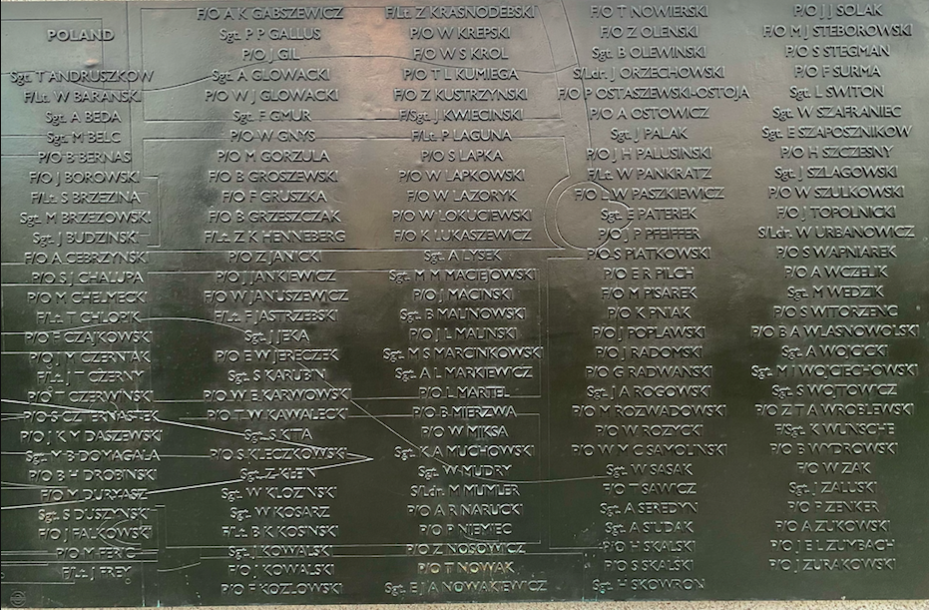 POLAND
Sgt. T ANDRUSZKOW
F/Lt. W BARANSKI
Sgt. A BEDA
Sgt. M BELC
P/O B BERNAS
F/O J BOROWSKI
F/Lt. S BRZEZINA
Sgt. M BRZEZOWSKI
Sgt. J BUDZINSKI
F/O A CEBRZYNSKI
P/O S J CHALUPA
P/O M CHELMECKI
F/Lt. T CHLOPIK
F/O F CZAJKOWSKI
P/O J M CZERNIAK
F/Lt. J T CZERNY
F/O T CZERWINSKI
P/O S CZTERNASTEK
P/O J K M DASZEWSKI
Sgt. M B DOMAGALA
P/O B H DROBINSKI
F/O M DURYASZ
Sgt. S DUSZYNSKI
F/O J FALKOWSKI
P/O M FERIC
F/Lt. J FREY
F/O A K GABSZEWICZ
Sgt. P P GALLUS
P/O J GIL
Sgt. A GLOWACKI
P/O W J GLOWACKI
Sgt. F GMUR
P/O W GNYS
P/O M GORZULA
F/O B GROSZEWSKI
F/O F GRUSZKA
F/O B GRZESZCZAK
F/Lt. Z K HENNEBERG
F/O Z JANICKI
P/O J JANKIEWICZ
F/O W JANUSZEWICZ
F/Lt. F JASTRZEBSKI
Sgt. J JEKA
P/O E W JERECZEK
Sgt. S KARUBIN
P/O W E KARWOWSKI
P/O T W KAWALECKI
Sgt. S KITA
P/O S KLECZKOWSKI
Sgt. Z KLEIN
Sgt. W KLOZINSKI
Sgt. W KOSARZ
F/Lt. B K KOSINSKI
Sgt. J KOWALSKI
F/O J KOWALSKI
P/O F KOZLOWSKI
F/Lt. Z KRASNODEBSKI
P/O W KREPSKI
F/O W S KROL
P/O T L KUMIEGA
F/O Z KUSTRZYNSKI
F/Sgt. J KWIECINSKI
F/Lt. P LAGUNA
P/O S LAPKA
F/O W LAPKOWSKI
F/O W LAZORYK
F/O W LOKUCIEWSKI
F/O K LUKASZEWICZ
Sgt. A LYSEK
Sgt. M M MACIEJOWSKI
P/O J MACINSKI
Sgt. B MALINOWSKI
P/O J L MALINSKI
Sgt. M S MARCINKOWSKI
Sgt. A L MARKIEWICZ
P/O L MARTEL
P/O B MIERZWA
P/O W MIKSA
Sgt. K A MUCHOWSKI
Sgt. W MUDRY
S/Ldr. M MUMLER
P/O A R NARUCKI
P/O P NIEMIEC
P/O Z NOSOWICZ
P/O T NOWAK
Sgt. E J A NOWAKIEWICZ
F/O T NOWIERSKI
F/O Z OLENSKI
Sgt. B OLEWINSKI
S/Ldr. J ORZECHOWSKI
F/O P OSTASZEWSKI-OSTOJA
P/O A OSTOWICZ
Sgt. J PALAK
P/O J H PALUSINSKI
F/Lt. W PANKRATZ
F/O L W PASZKIEWICZ
Sgt. E PATEREK
P/O J P PFEIFFER
P/O S PIATKOWSKI
P/O E R PILCH
F/O M PISAREK
P/O K PNIAK
P/O J POPLAWSKI
P/O J RADOMSKI
P/O G RADWANSKI
Sgt. J A ROGOWSKI
P/O M ROZWADOWSKI
P/O W ROZYCKI
P/O W M C SAMOLINSKI
Sgt. W SASAK
P/O T SAWICZ
Sgt. A SEREDYN
Sgt. A SIUDAK
P/O H SKALSKI
P/O S SKALSKI
Sgt. H SKOWRON
P/O J J SOLAK
F/O M J STEBOROWSKI
P/O S STEGMAN
P/O F SURMA
Sgt. L SWITON
Sgt. W SZAFRANIEC
Sgt. E SZAPOSZNIKOW
P/O H SZCZESNY
Sgt. J SZLAGOWSKI
P/O W SZULKOWSKI
F/O J TOPOLNICKI
S/Ldr. W URBANOWICZ
P/O S WAPNIAREK
P/O A WCZELIK
Sgt. M WEDZIK
P/O S WITORZENC
P/O B A WLASNOWOLSKI
Sgt. A WOJCICKI
Sgt. M I WOJCIECHOWSKI
Sgt. S WOJTOWICZ
F/O Z T A WROBLEWSKI
F/Sgt. K WUNSCHE
P/O B WYDROWSKI
F/O W ZAK
Sgt. J ZALUSKI
P/O P ZENKER
P/O A ZUKOWSKI
P/O J E L ZUMBACH
P/O J ZURAKOWSKI